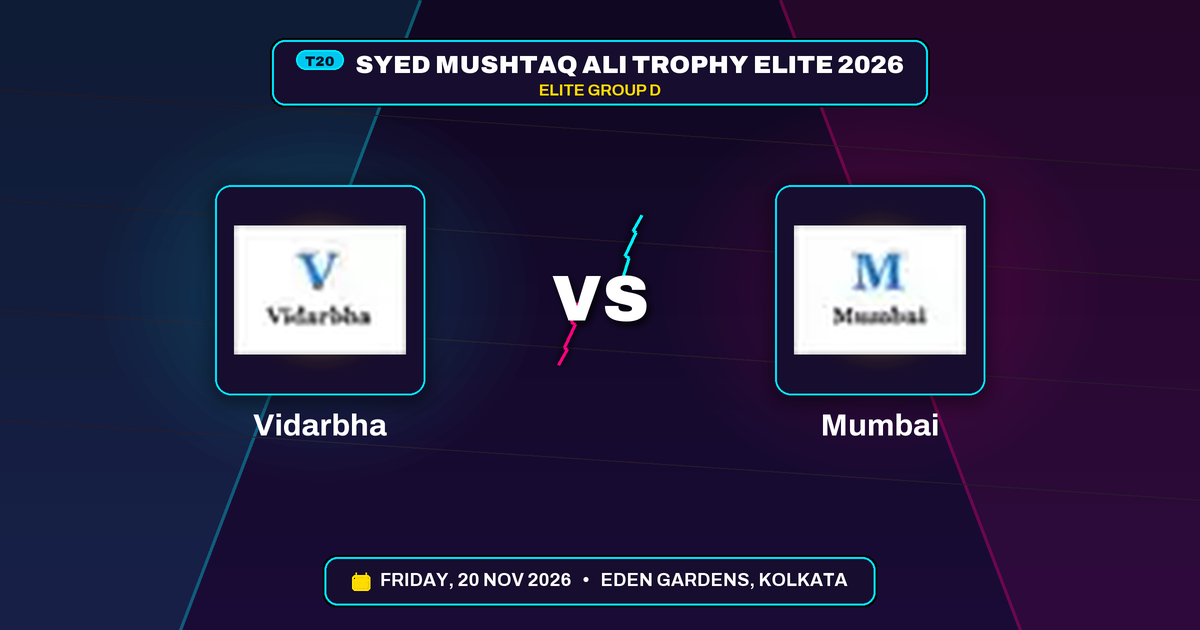 T20 SYED MUSHTAQ ALI TROPHY ELITE 2026
ELITE GROUP D
V
Vidarbha
M
Mumbai
VS
Vidarbha
Mumbai
FRIDAY, 20 NOV 2026 • EDEN GARDENS, KOLKATA